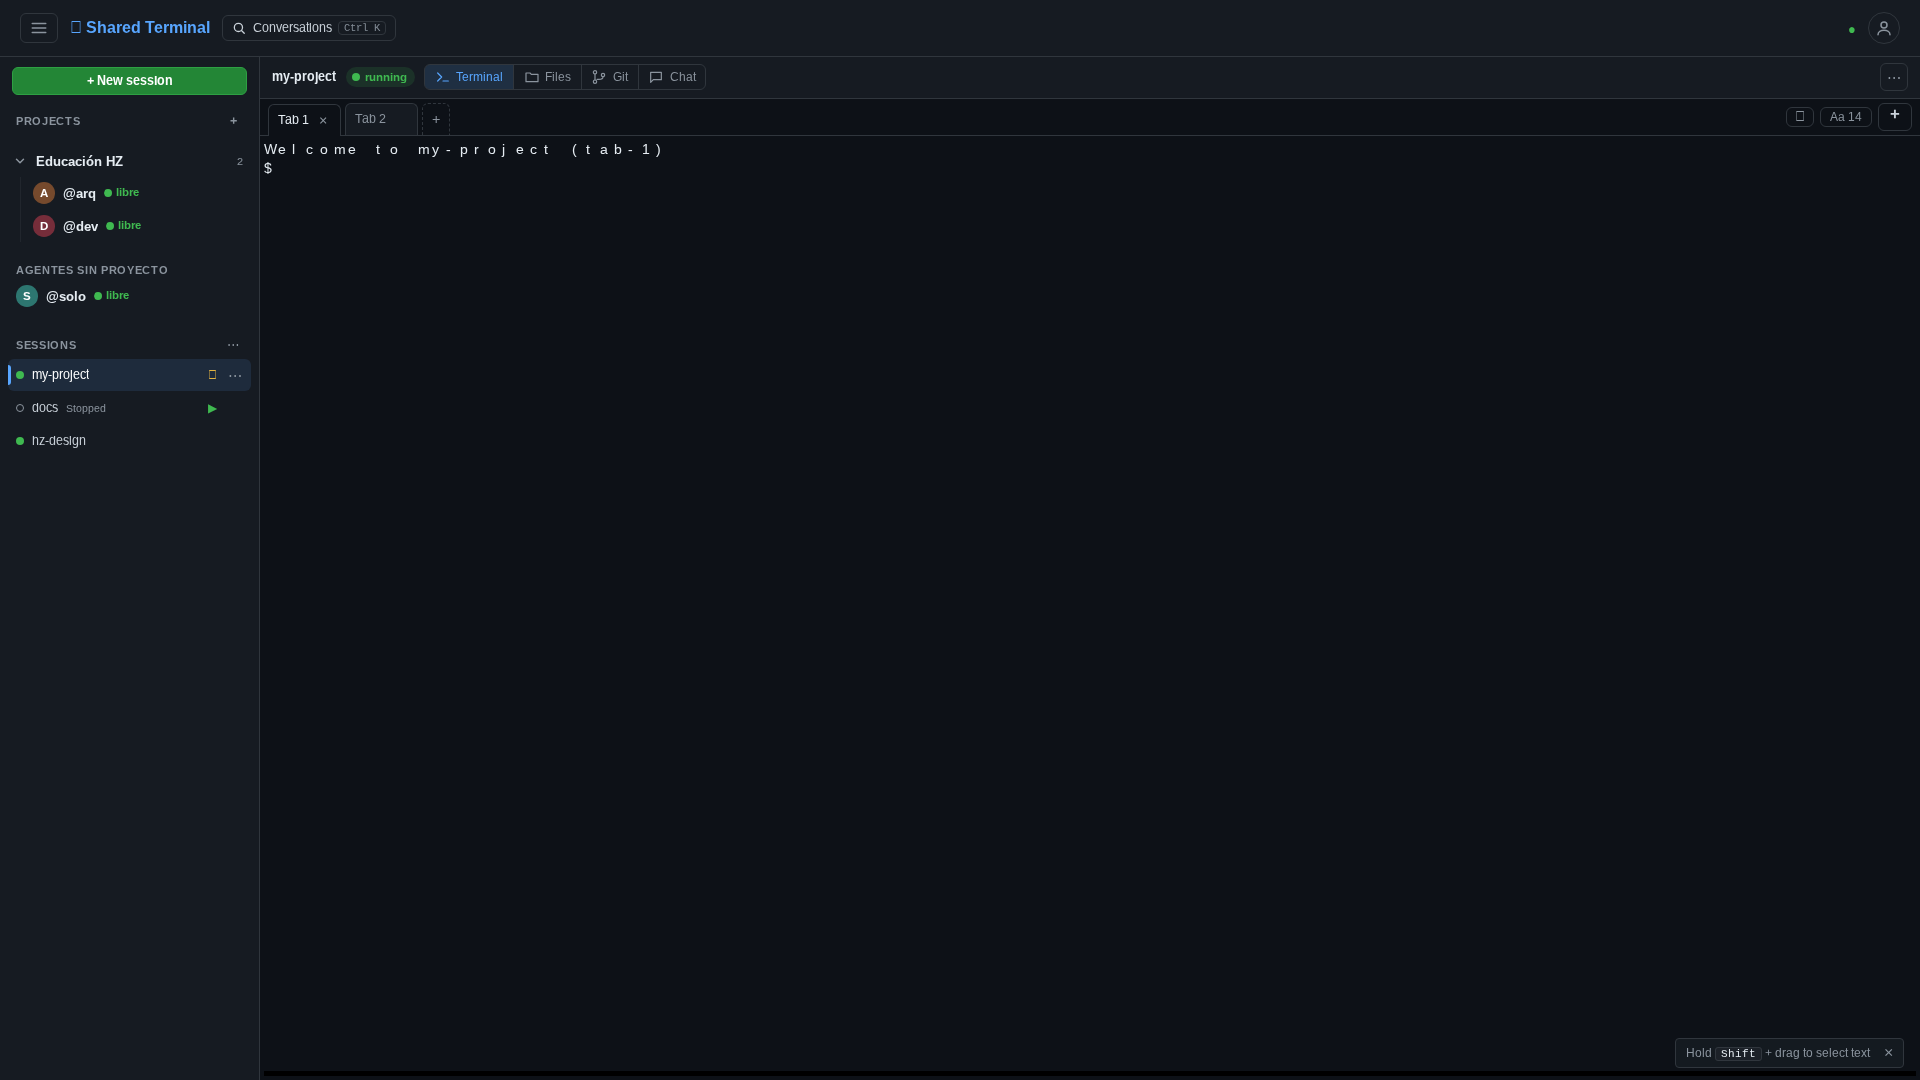 Shared Terminal
Conversations Ctrl K
+ New session
PROJECTS +
Educación HZ 2
A @arq libre
D @dev libre
AGENTES SIN PROYECTO
S @solo libre
SESSIONS ...
my-project ...
docs Stopped
hz-design
my-project running Terminal Files Git Chat ...
Tab 1 × Tab 2 + Aa 14 +
Welcome to my-project (tab-1)
$
Hold Shift + drag to select text ×